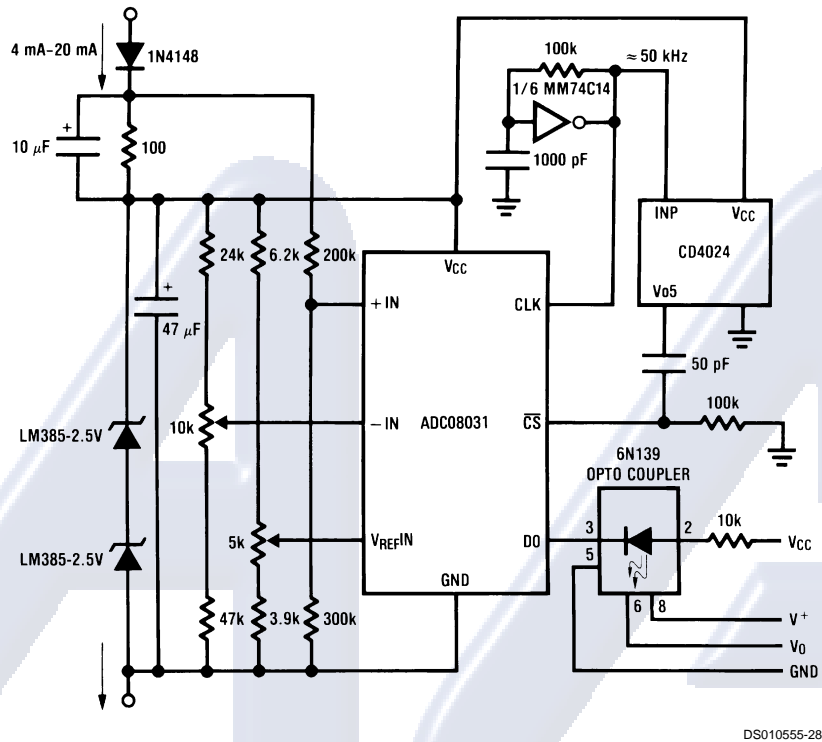 4 mA–20 mA
1N4148
100k
≈ 50 kHz
1/6 MM74C14
+
10 μF
100
1000 pF
INP
VCC
CD4024
Vo5
24k
6.2k
200k
VCC
+ IN
CLK
+
47 μF
50 pF
LM385-2.5V
10k
– IN
ADC08031
CS
100k
6N139
OPTO COUPLER
LM385-2.5V
5k
VREFIN
DO
3
2
10k
VCC
5
GND
6
8
47k
3.9k
300k
V+
VO
GND
DS010555-28